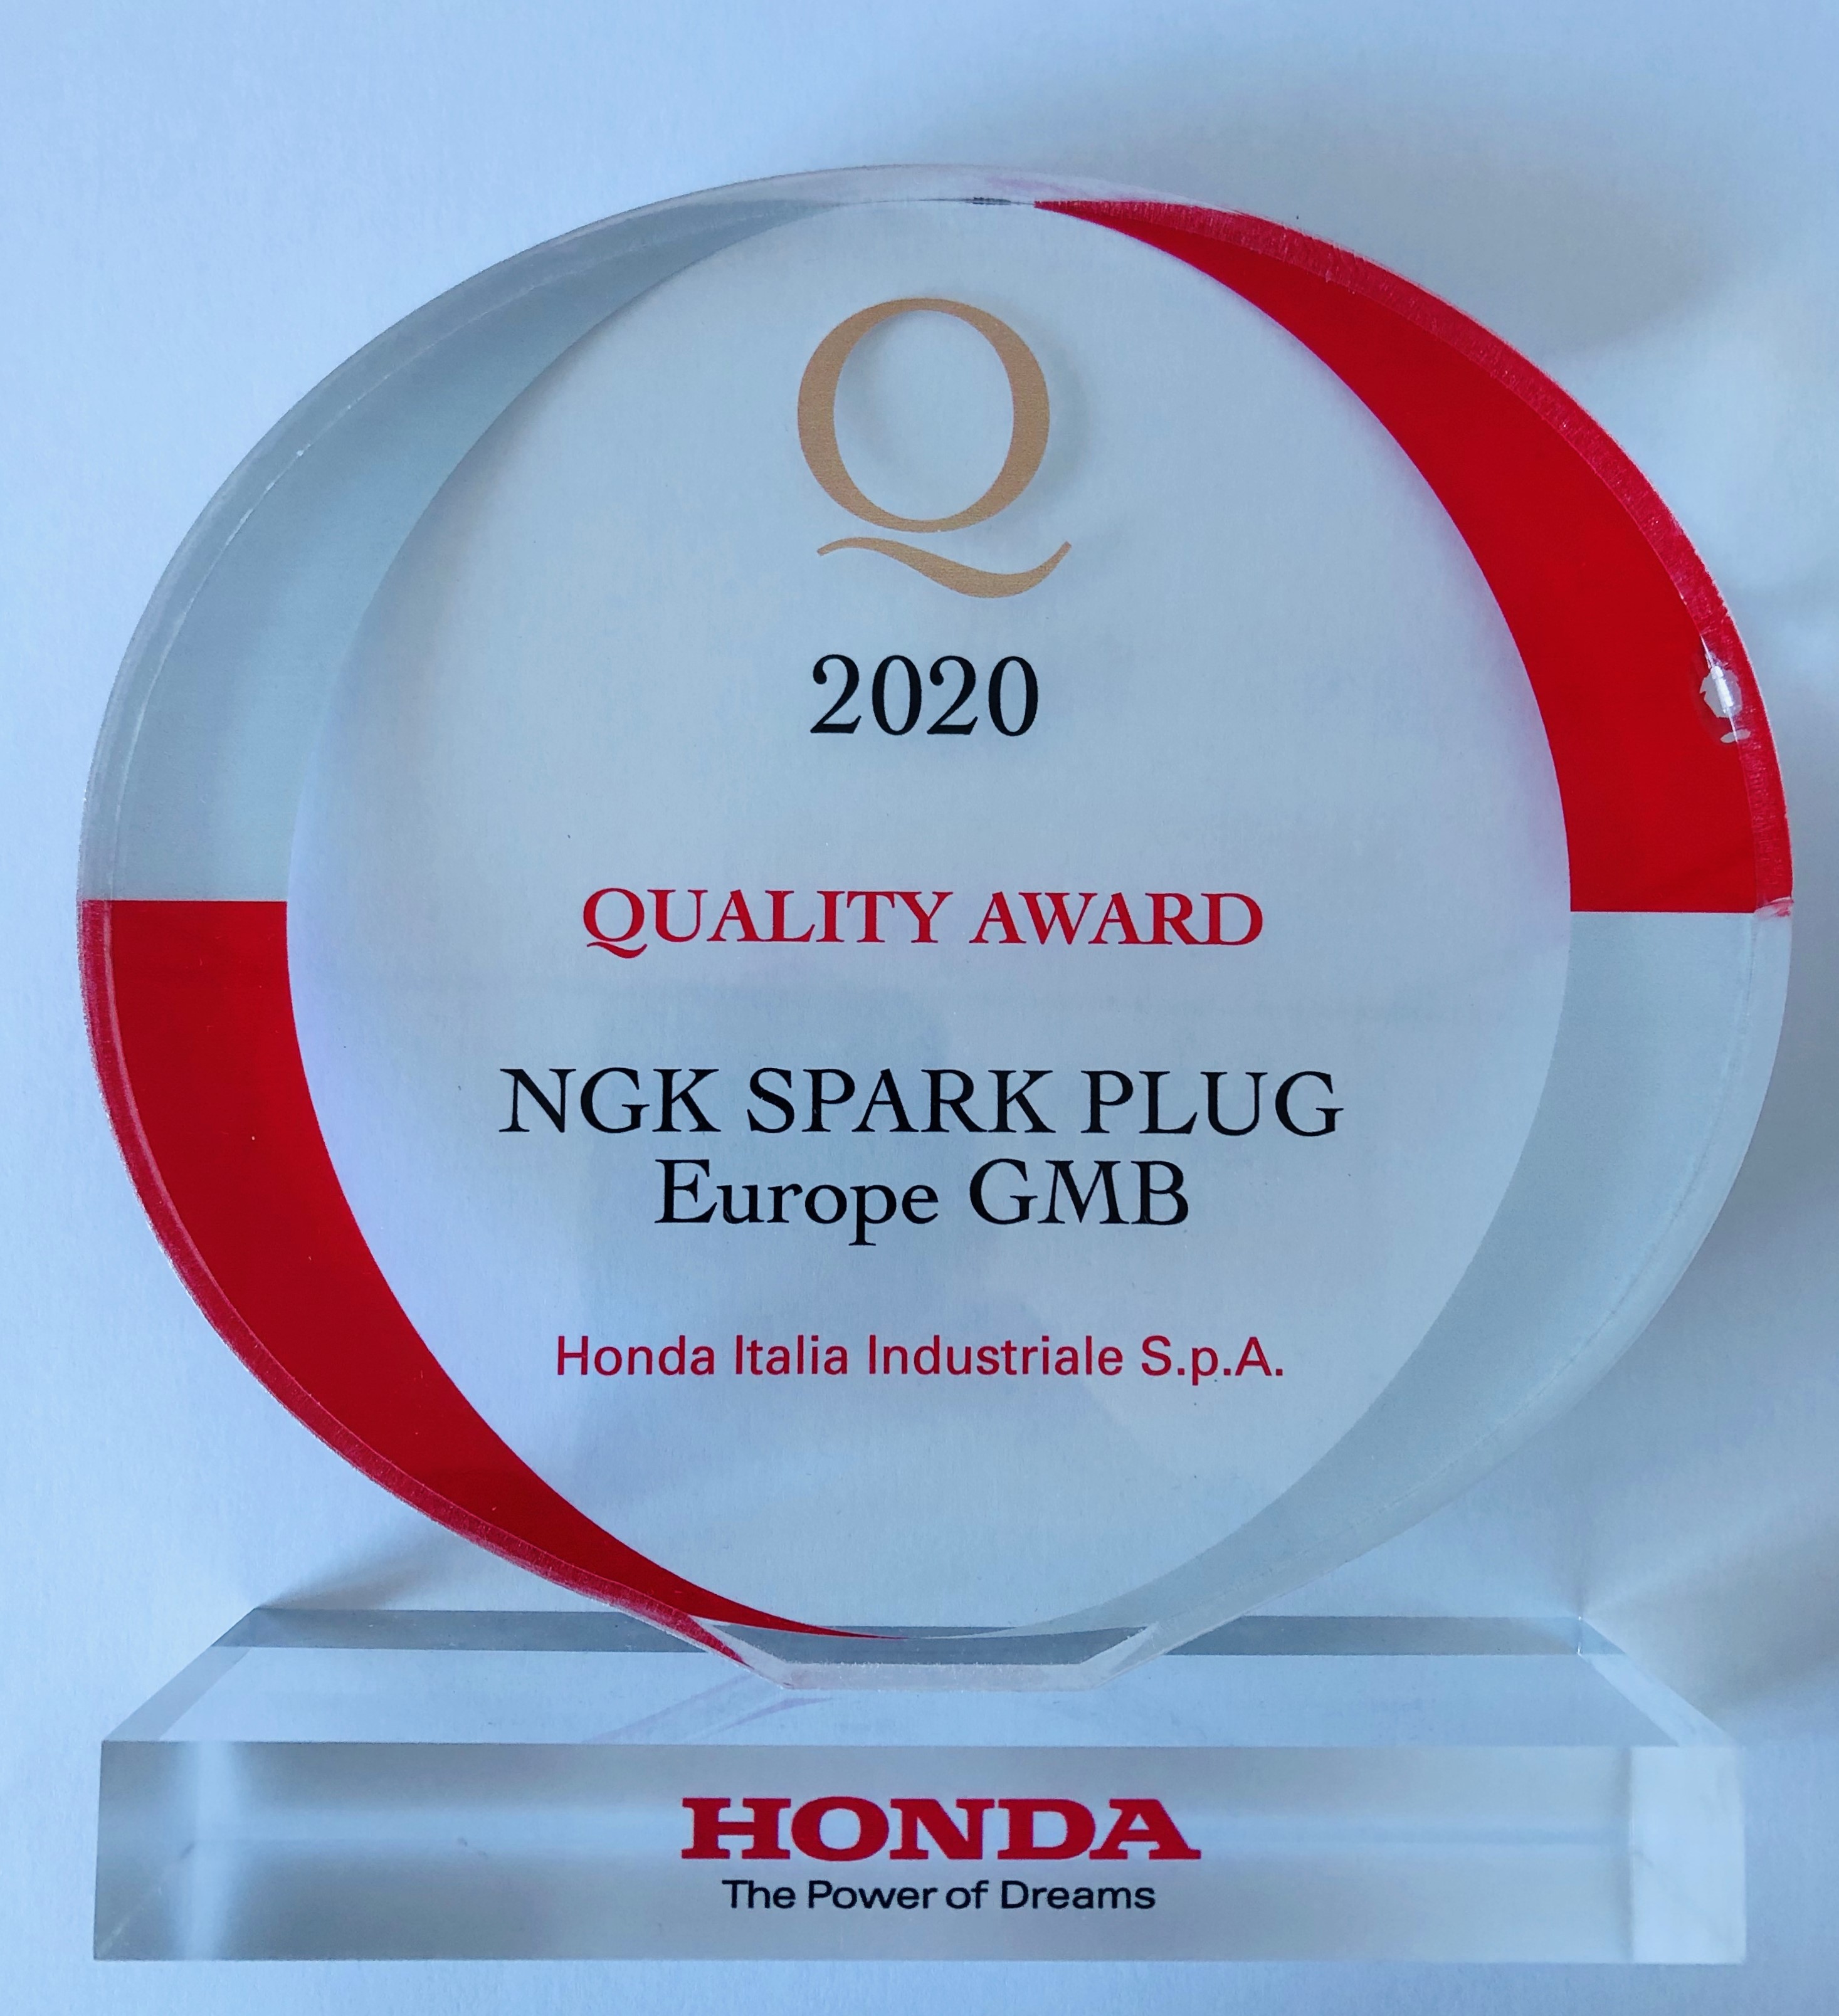 Q
2020
QUALITY AWARD
NGK SPARK PLUG
Europe GMB
Honda Italia Industriale S.p.A.
HONDA
The Power of Dreams